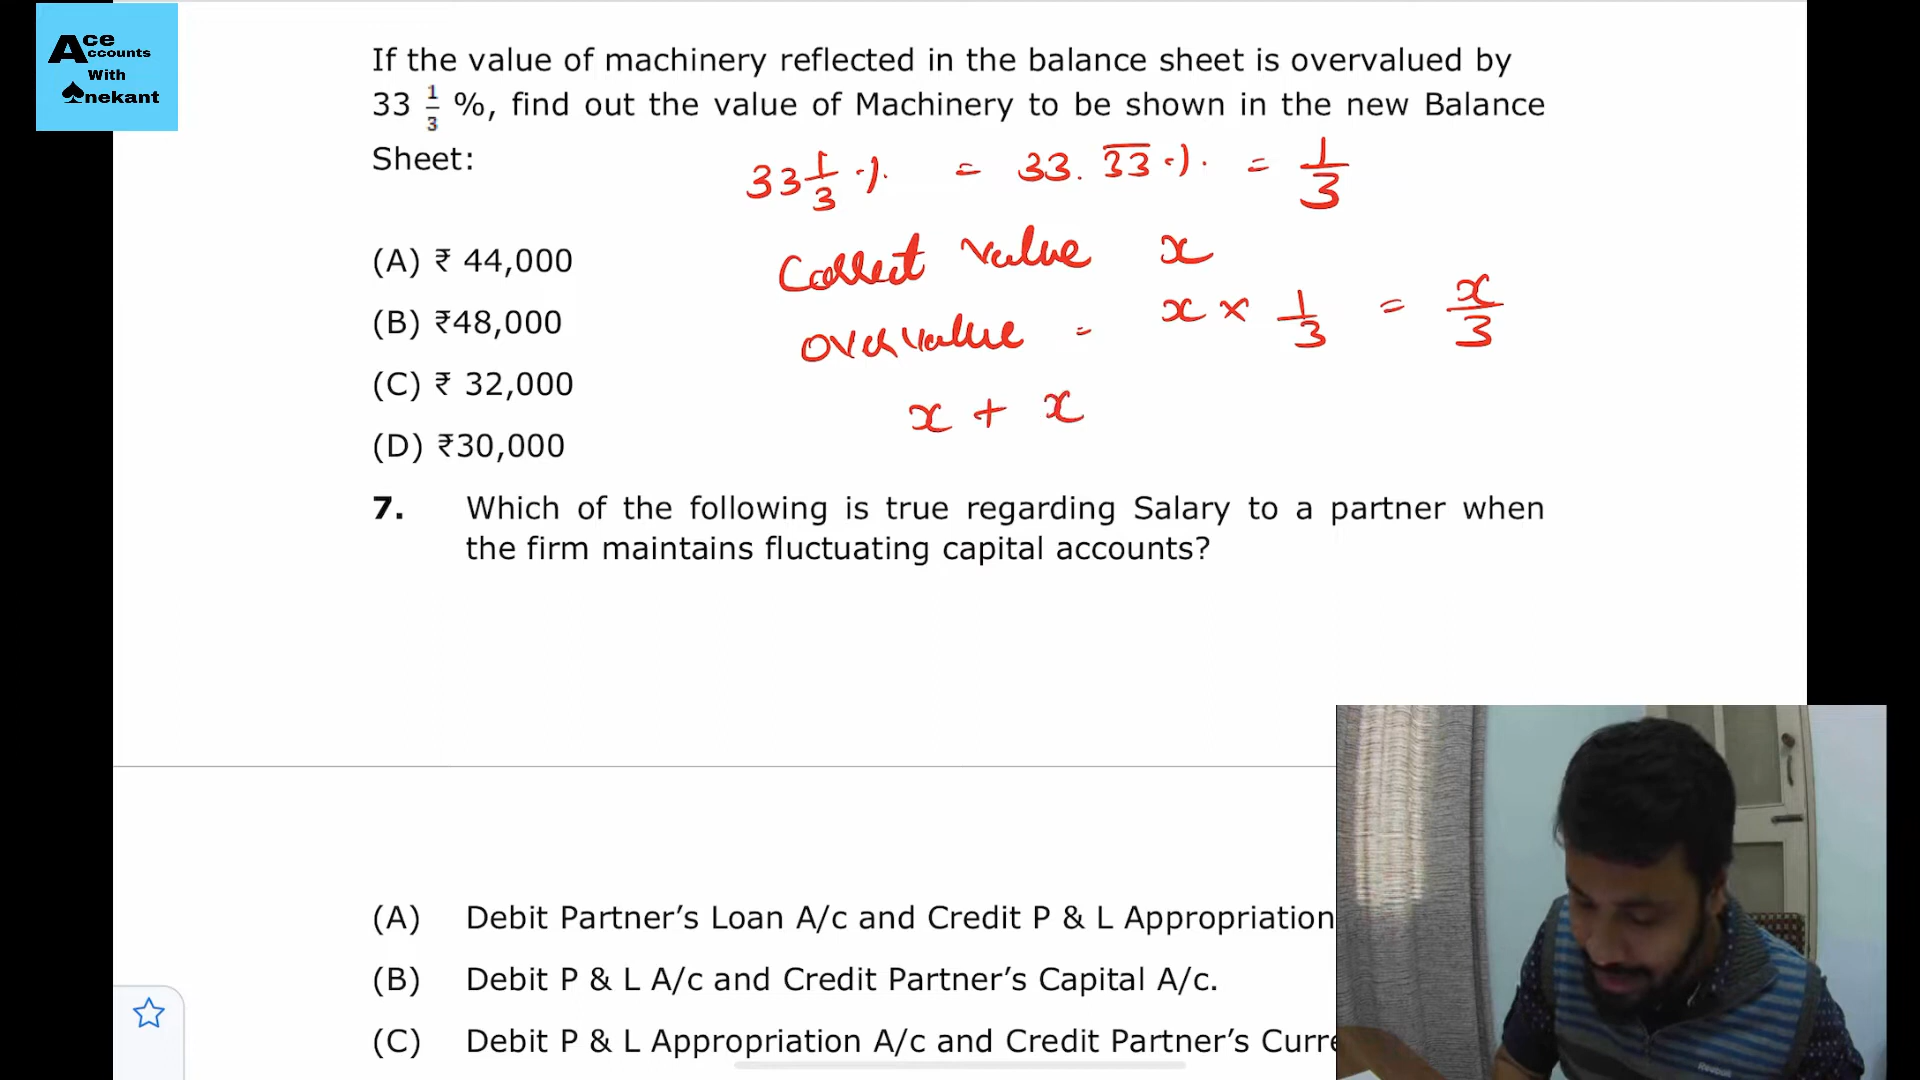 Ace
Accounts
With
Anekant
If the value of machinery reflected in the balance sheet is overvalued by
33 1/3 %, find out the value of Machinery to be shown in the new Balance
Sheet:
33 1/3 % = 33.33% = 1/3
Correct value x
(A) ₹ 44,000
overvalue = x × 1/3 = x/3
(B) ₹48,000
(C) ₹ 32,000
x + x
(D) ₹30,000
7. Which of the following is true regarding Salary to a partner when
the firm maintains fluctuating capital accounts?
(A) Debit Partner’s Loan A/c and Credit P & L Appropriation
(B) Debit P & L A/c and Credit Partner’s Capital A/c.
(C) Debit P & L Appropriation A/c and Credit Partner’s Curre
Reebok